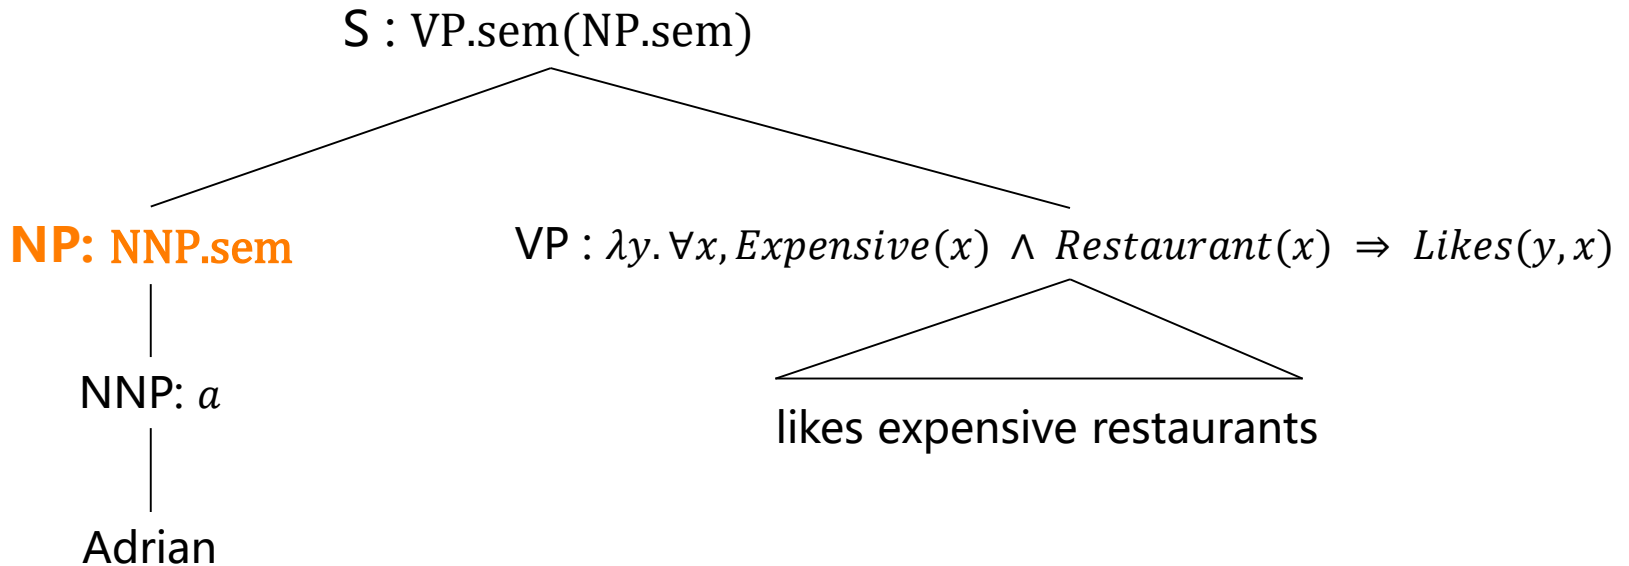 S : VP.sem(NP.sem)
NP: NNP.sem
VP : λy. ∀x, Expensive(x) ∧ Restaurant(x) ⇒ Likes(y, x)
NNP: a
likes expensive restaurants
Adrian